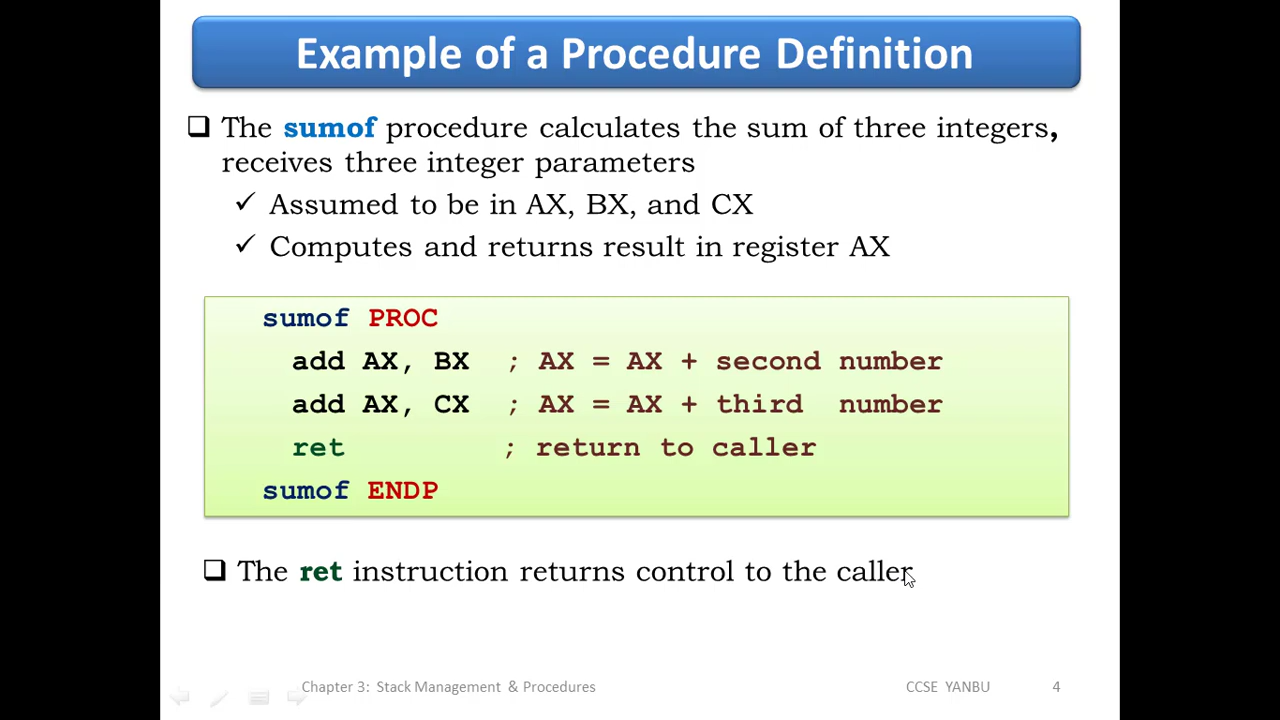 Example of a Procedure Definition
The sumof procedure calculates the sum of three integers,
receives three integer parameters
Assumed to be in AX, BX, and CX
Computes and returns result in register AX
sumof PROC
add AX, BX ; AX = AX + second number
add AX, CX ; AX = AX + third number
ret ; return to caller
sumof ENDP
The ret instruction returns control to the caller
Chapter 3: Stack Management & Procedures CCSE YANBU 4